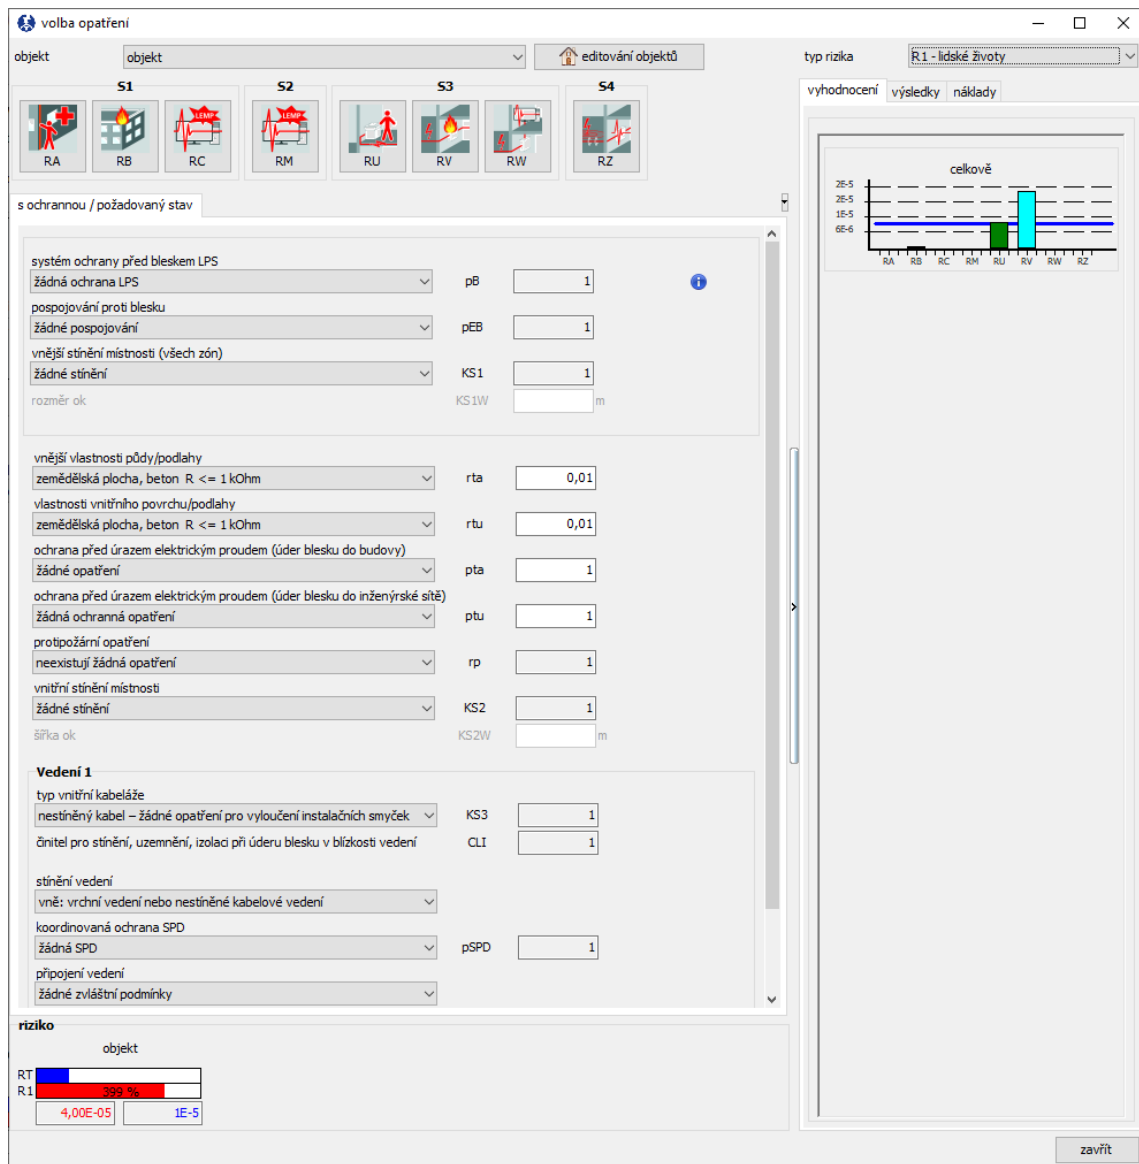 volba opatření
objekt
objekt
editování objektů
typ rizika
R1 - lidské životy
S1
S2
S3
S4
LEMP
LEMP
RA
RB
RC
RM
RU
RV
RW
RZ
vyhodnocení
výsledky
náklady
s ochrannou / požadovaný stav
celkově
2E-5
2E-5
1E-5
6E-6
RA RB RC RM RU RV RW RZ
systém ochrany před bleskem LPS
žádná ochrana LPS
pB
1
pospojování proti blesku
žádné pospojování
pEB
1
vnější stínění místnosti (všech zón)
žádné stínění
KS1
1
rozměr ok
KS1W
m
vnější vlastnosti půdy/podlahy
zemědělská plocha, beton R <= 1 kOhm
rta
0,01
vlastnosti vnitřního povrchu/podlahy
zemědělská plocha, beton R <= 1 kOhm
rtu
0,01
ochrana před úrazem elektrickým proudem (úder blesku do budovy)
žádné opatření
pta
1
ochrana před úrazem elektrickým proudem (úder blesku do inženýrské sítě)
žádná ochranná opatření
ptu
1
protipožární opatření
neexistují žádná opatření
rp
1
vnitřní stínění místnosti
žádné stínění
KS2
1
šířka ok
KS2W
m
Vedení 1
typ vnitřní kabeláže
nestíněný kabel – žádné opatření pro vyloučení instalačních smyček
KS3
1
činitel pro stínění, uzemnění, izolaci při úderu blesku v blízkosti vedení
CLI
1
stínění vedení
vně: vrchní vedení nebo nestíněné kabelové vedení
koordinovaná ochrana SPD
žádná SPD
pSPD
1
připojení vedení
žádné zvláštní podmínky
riziko
objekt
RT
R1
399 %
4,00E-05
1E-5
zavřít